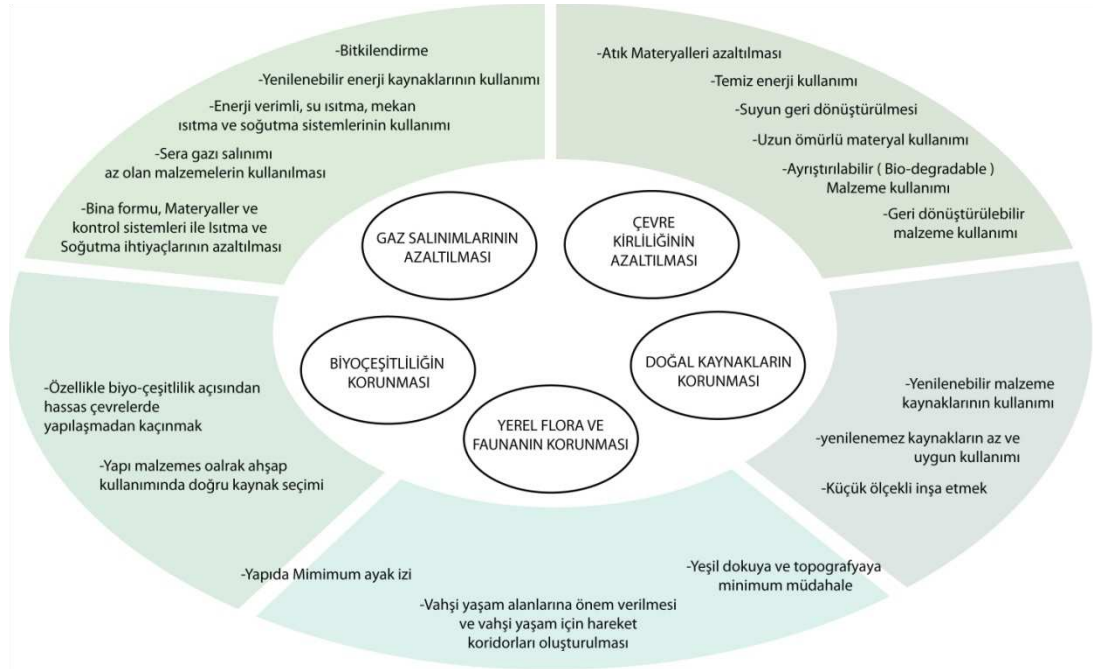 -Bitkilendirme
-Yenilenebilir enerji kaynaklarının kullanımı
-Enerji verimli, su ısıtma, mekan
ısıtma ve soğutma sistemlerinin kullanımı
-Sera gazı salınımı
az olan malzemelerin kullanılması
-Bina formu, Materyaller ve
kontrol sistemleri ile Isıtma ve
Soğutma ihtiyaçlarının azaltılması
-Atık Materyalleri azaltılması
-Temiz enerji kullanımı
-Suyun geri dönüştürülmesi
-Uzun ömürlü materyal kullanımı
-Ayrıştırılabilir ( Bio-degradable )
Malzeme kullanımı
-Geri dönüştürülebilir
malzeme kullanımı
GAZ SALINIMLARININ
AZALTILMASI
ÇEVRE
KİRLİLİĞİNİN
AZALTILMASI
BİYOÇEŞİTLİLİĞİN
KORUNMASI
DOĞAL KAYNAKLARIN
KORUNMASI
YEREL FLORA VE
FAUNANIN KORUNMASI
-Özellikle biyo-çeşitlilik açısından
hassas çevrelerde
yapılaşmadan kaçınmak
-Yapı malzemes oalrak ahşap
kullanımında doğru kaynak seçimi
-Yenilenebilir malzeme
kaynaklarının kullanımı
-yenilenemez kaynakların az ve
uygun kullanımı
-Küçük ölçekli inşa etmek
-Yapıda Mimimum ayak izi
-Vahşi yaşam alanlarına önem verilmesi
ve vahşi yaşam için hareket
koridorları oluşturulması
-Yeşil dokuya ve topografyaya
minimum müdahale